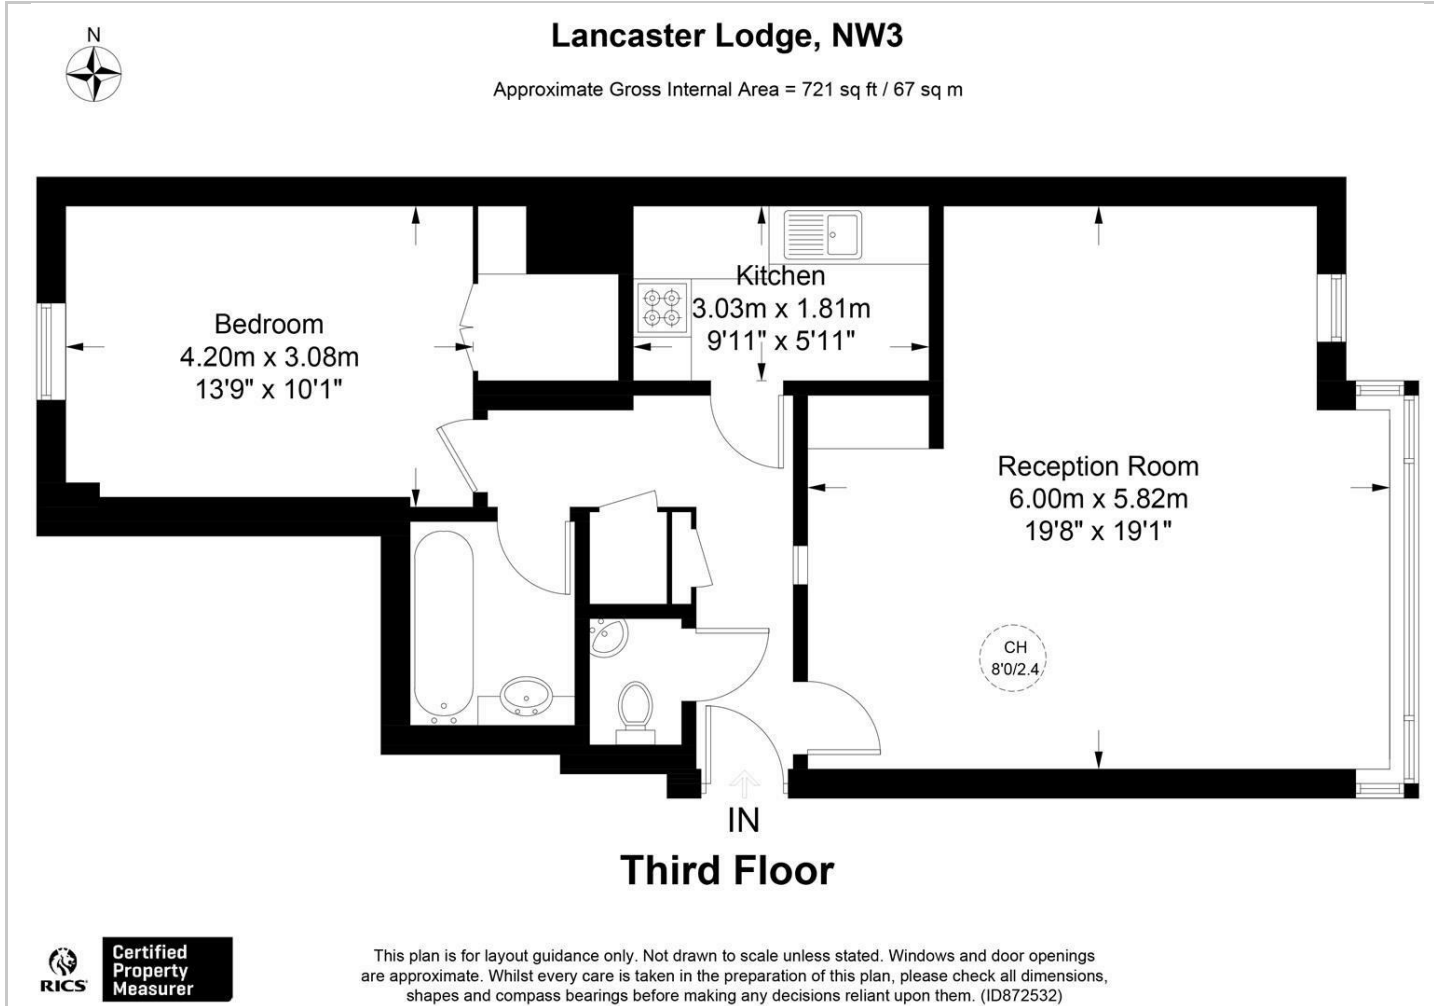 N
Lancaster Lodge, NW3
Approximate Gross Internal Area = 721 sq ft / 67 sq m
Bedroom
4.20m x 3.08m
13'9" x 10'1"
Kitchen
3.03m x 1.81m
9'11" x 5'11"
Reception Room
6.00m x 5.82m
19'8" x 19'1"
CH
8'0/2.4
IN
Third Floor
RICS
Certified
Property
Measurer
This plan is for layout guidance only. Not drawn to scale unless stated. Windows and door openings
are approximate. Whilst every care is taken in the preparation of this plan, please check all dimensions,
shapes and compass bearings before making any decisions reliant upon them. (ID872532)